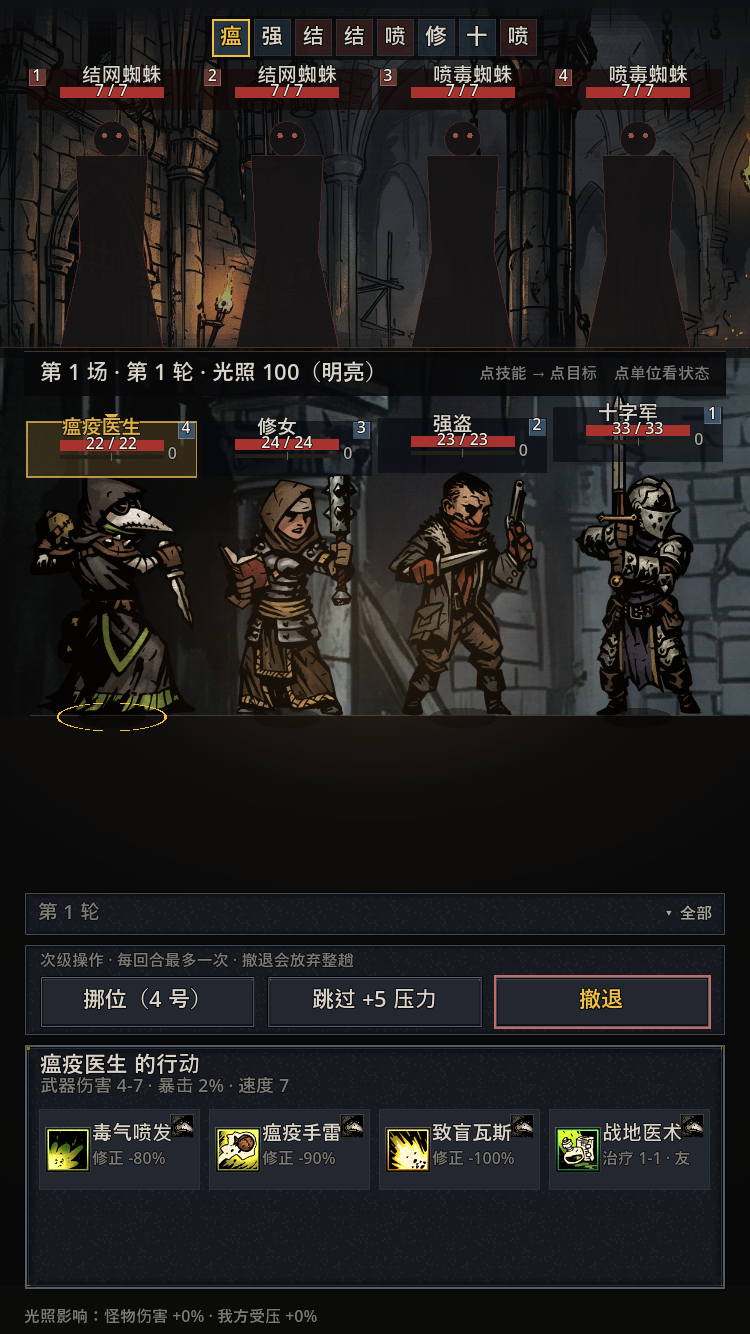 瘟 强 结 结 喷 修 十 喷
1 结网蜘蛛 2 结网蜘蛛 3 喷毒蜘蛛 4 喷毒蜘蛛
7 / 7 7 / 7 7 / 7 7 / 7
第 1 场 · 第 1 轮 · 光照 100（明亮） 点技能 → 点目标 点单位看状态
瘟疫医生 4 修女 3 强盗 2 十字军 1
22 / 22 0 24 / 24 0 23 / 23 0 33 / 33 0
第 1 轮 ▾ 全部
次级操作 · 每回合最多一次 · 撤退会放弃整趟
挪位（4 号） 跳过 +5 压力 撤退
瘟疫医生 的行动
武器伤害 4-7 · 暴击 2% · 速度 7
毒气喷发 瘟疫手雷 致盲瓦斯 战地医术
修正 -80% 修正 -90% 修正 -100% 治疗 1-1 · 友
光照影响：怪物伤害 +0% · 我方受压 +0%